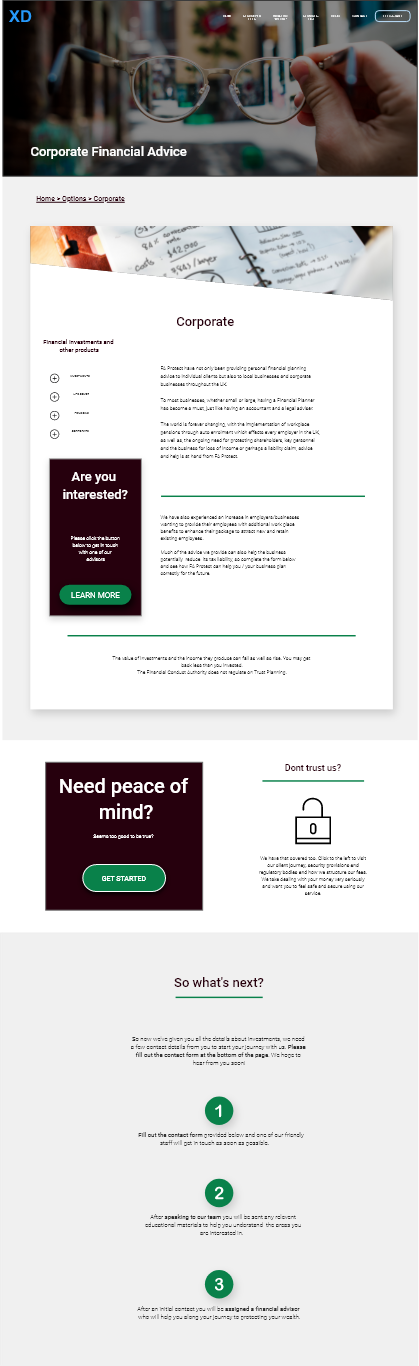 XD
HOME
CONTACT
Corporate Financial Advice
Home > Options > Corporate
Corporate
Financial Investments and
other products
INVESTMENTS
PENSIONS
Are you
interested?
Please click the button
below to get in touch
with one of our
advisors
LEARN MORE
FA Protect have not only been providing personal financial planning
advice to individual clients but also to local businesses and corporate
businesses throughout the UK.
To most businesses, whether small or large, having a Financial Planner
has become a must, just like having an accountant and a legal adviser.
The world is forever changing, with the implementation of workplace
pensions through auto enrolment which effects every employer in the UK,
as well as, the ongoing need for protecting shareholders, key personnel
and the business for loss of income or perhaps a liability claim, advice
and help is at hand from FA Protect.
We have also experienced an increase in employers/businesses
wanting to provide their employees with additional work place
benefits to enhance their package to attract new and retain
existing employees.
Much of the advice we provide can also help the business
potentially reduce its tax liability, so complete the form below
and see how FA Protect can help you / your business plan
correctly for the future.
The value of investments and the income they produce can fall as well as rise. You may get
back less than you invested.
The Financial Conduct Authority does not regulate on Trust Planning.
Need peace of
mind?
Seems too good to be true?
GET STARTED
Dont trust us?
0
We have that covered too. Click to the left to visit
our client journey, security provisions and
regulatory bodies and how we structure our fees.
We take dealing with your money very seriously
and want you to feel safe and secure using our
service.
So what's next?
So now we've given you all the details about investments, we need
a few contact details from you to start your journey with us. Please
fill out the contact form at the bottom of the page. We hope to
hear from you soon!
1
Fill out the contact form provided below and one of our friendly
staff will get in touch as soon as possible.
2
After speaking to our team you will be sent any relevant
educational materials to help you understand the areas you
are interested in.
3
After an initial contact you will be assigned a financial advisor
who will help you along your journey to protecting your wealth.